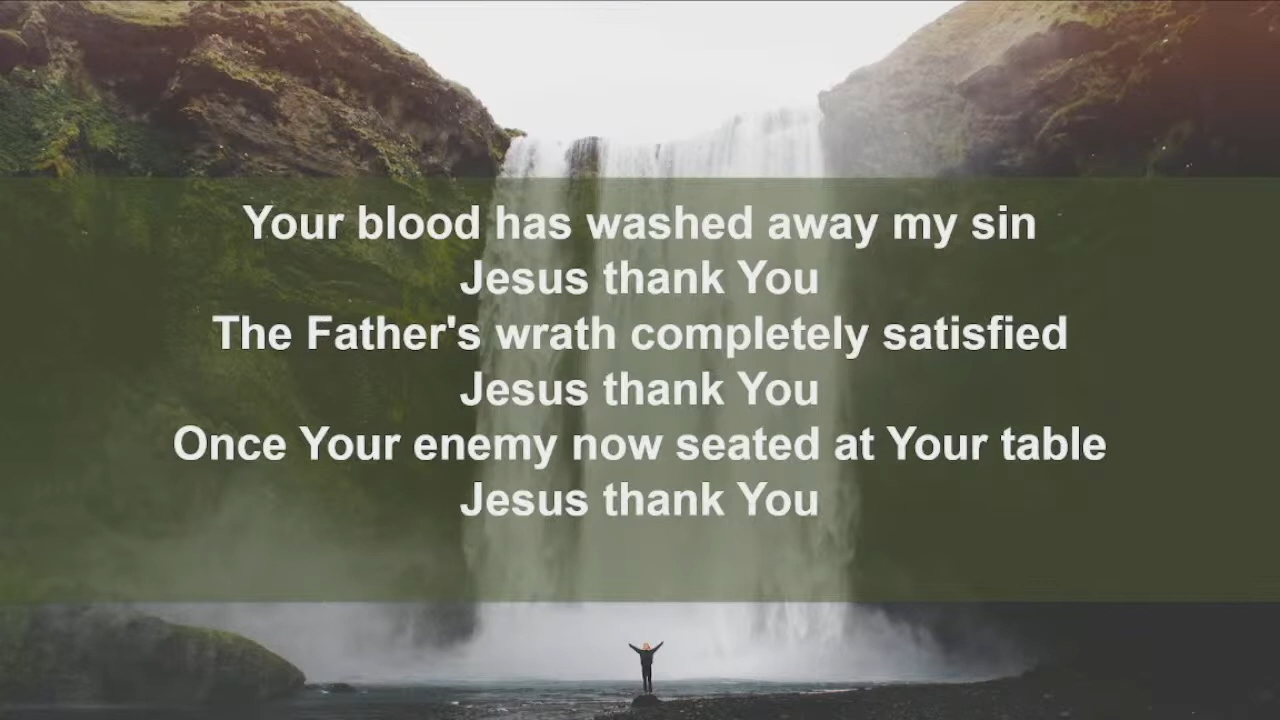 Your blood has washed away my sin
Jesus thank You
The Father's wrath completely satisfied
Jesus thank You
Once Your enemy now seated at Your table
Jesus thank You